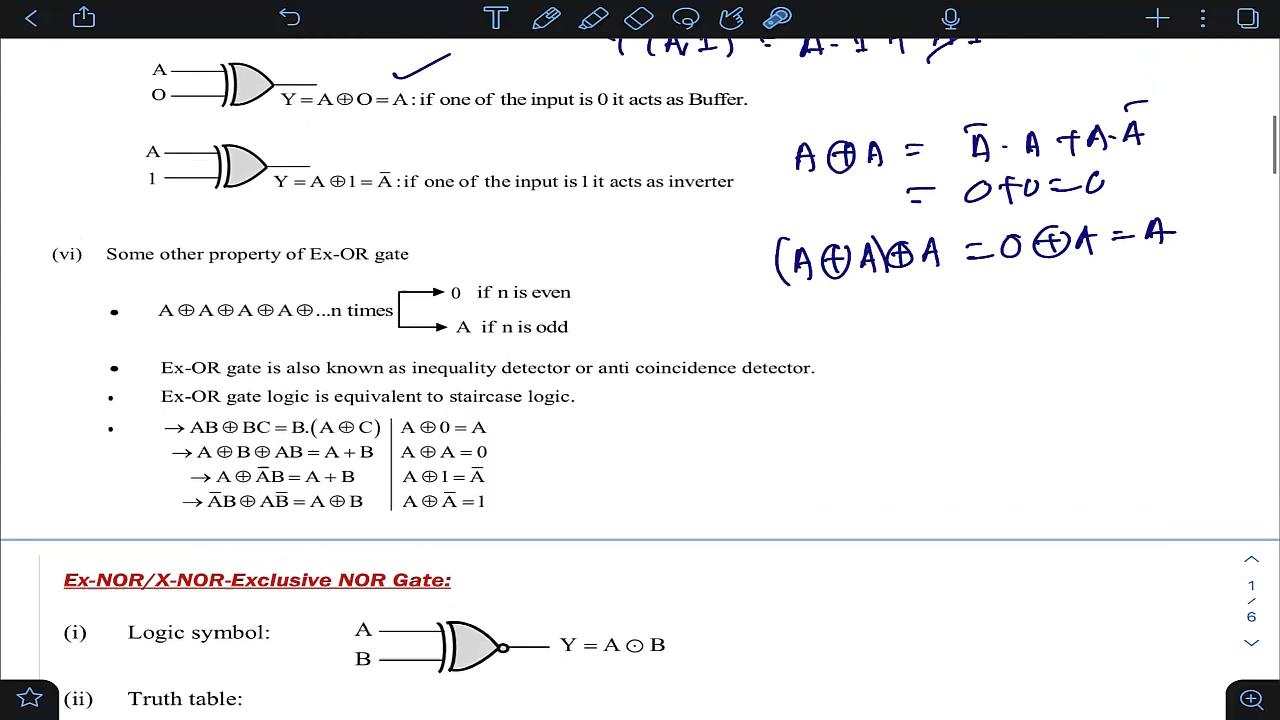 A
O
Y = A ⊕ O = A : if one of the input is 0 it acts as Buffer.
A
1
Y = A ⊕ 1 = A̅ : if one of the input is 1 it acts as inverter
A ⊕ A = A̅ · A + A · A̅
= 0 + 0 = 0
(A ⊕ A) ⊕ A = 0 ⊕ A = A
(vi) Some other property of Ex-OR gate
• A ⊕ A ⊕ A ⊕ A ⊕ ...n times
0 if n is even
A if n is odd
• Ex-OR gate is also known as inequality detector or anti coincidence detector.
• Ex-OR gate logic is equivalent to staircase logic.
• → AB ⊕ BC = B.(A ⊕ C) | A ⊕ 0 = A
→ A ⊕ B ⊕ AB = A + B | A ⊕ A = 0
→ A ⊕ A̅B = A + B | A ⊕ 1 = A̅
→ A̅B ⊕ AB̅ = A ⊕ B | A ⊕ A̅ = 1
Ex-NOR/X-NOR-Exclusive NOR Gate:
(i) Logic symbol:
A
B
Y = A ⊙ B
(ii) Truth table:
1
/
6